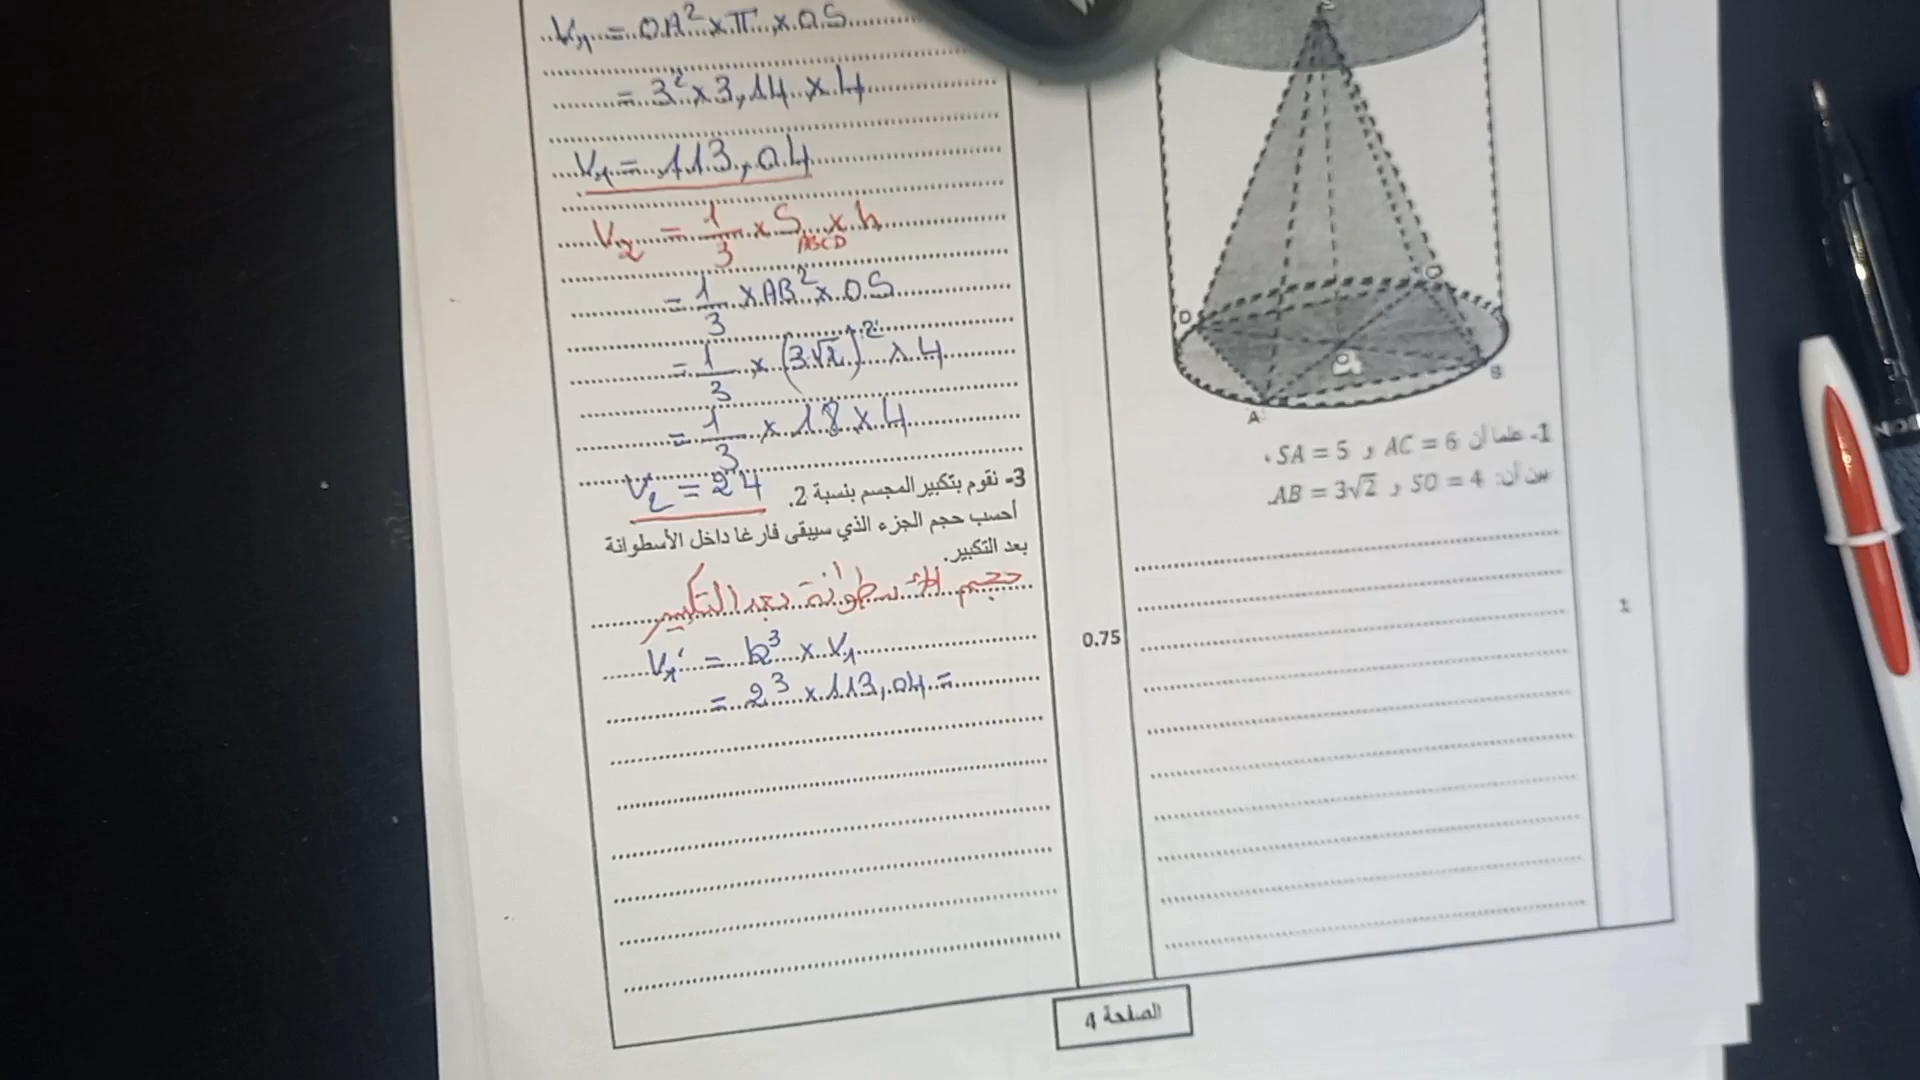 V₁ = OA² × π × OS
= 3² × 3,14 × 4
V₁ = 113,04
V₂ = 1/3 × S_ABCD × h
= 1/3 × AB² × OS
= 1/3 × (3√2)² × 4
= 1/3 × 18 × 4
V₂ = 24
3- نقوم بتكبير المجسم بنسبة 2.
أحسب حجم الجزء الذي سيبقى فارغا داخل الأسطوانة
بعد التكبير.
حجم الأسطوانة بعد التكبير
V₁' = k³ × V₁
= 2³ × 113,04 =
0.75
S
D
A
B
O
1- علما أن AC = 6 و SA = 5 ،
بين أن: SO = 4 و AB = 3√2.
1
الصفحة 4